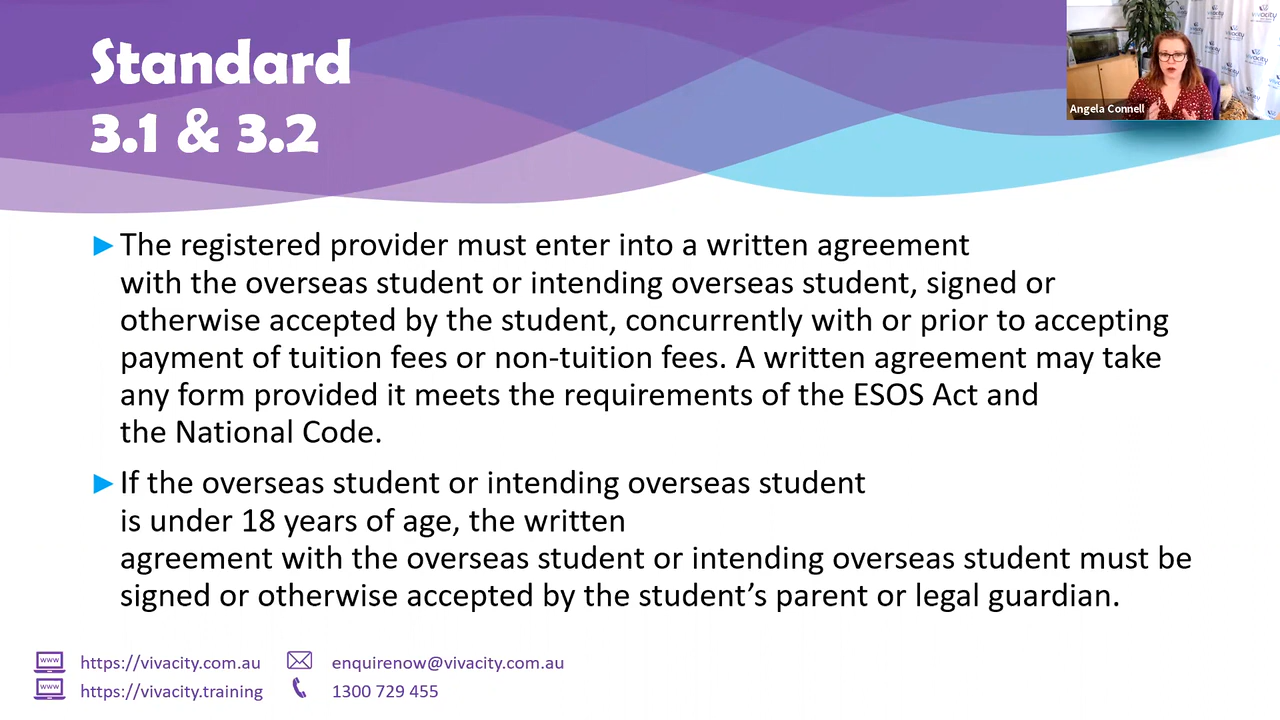 Standard
3.1 & 3.2
Angela Connell
►The registered provider must enter into a written agreement
with the overseas student or intending overseas student, signed or
otherwise accepted by the student, concurrently with or prior to accepting
payment of tuition fees or non-tuition fees. A written agreement may take
any form provided it meets the requirements of the ESOS Act and
the National Code.
►If the overseas student or intending overseas student
is under 18 years of age, the written
agreement with the overseas student or intending overseas student must be
signed or otherwise accepted by the student’s parent or legal guardian.
www https://vivacity.com.au enquirenow@vivacity.com.au
www https://vivacity.training 1300 729 455